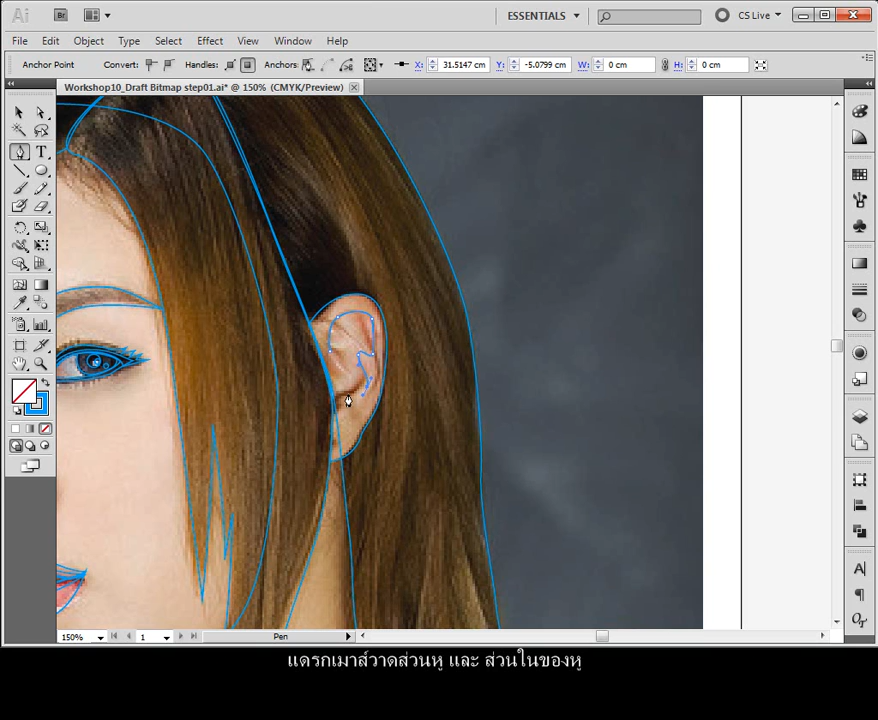 Ai Br ESSENTIALS CS Live
File Edit Object Type Select Effect View Window Help
Anchor Point Convert: Handles: Anchors: X: 31.5147 cm Y: -5.0799 cm W: 0 cm H: 0 cm
Workshop10_Draft Bitmap step01.ai* @ 150% (CMYK/Preview)
150% 1 Pen
แดรกเมาส์วาดส่วนหู และ ส่วนในของหู